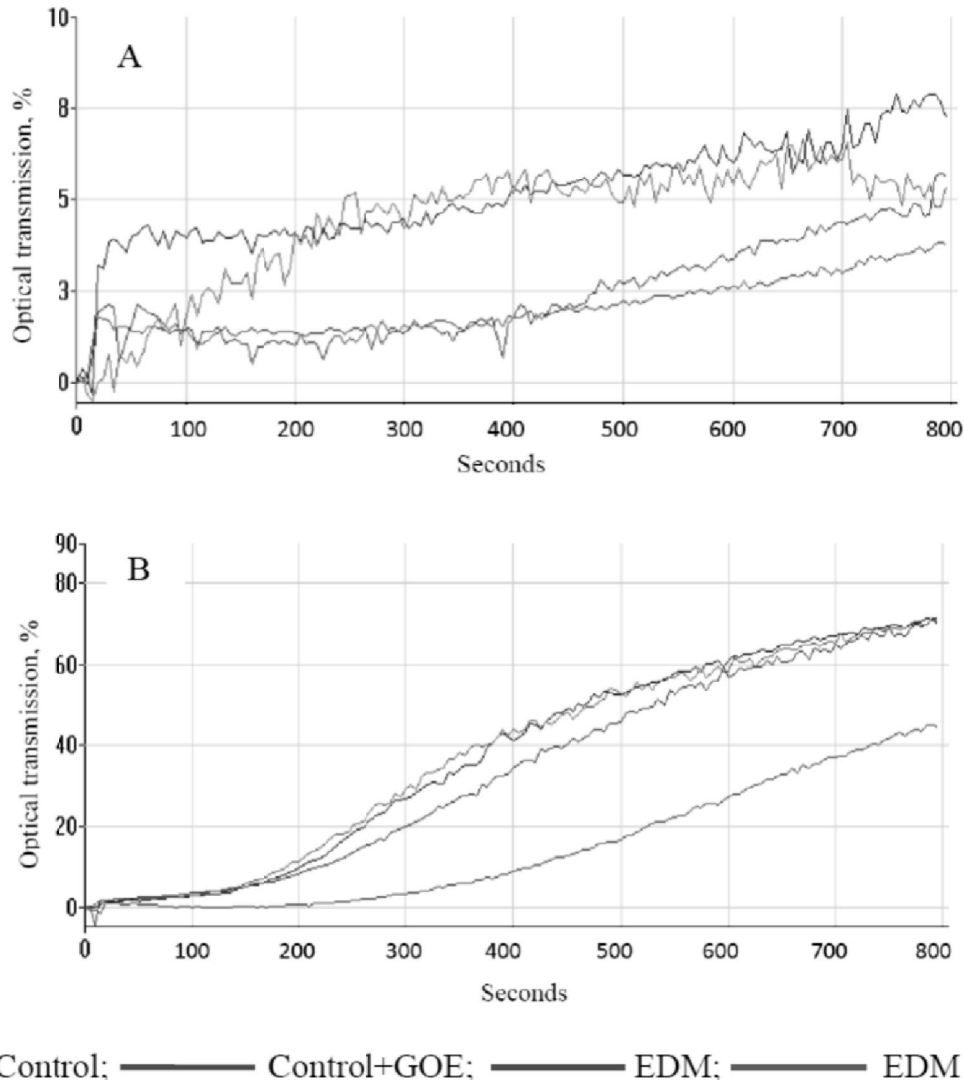 10
A
8
5
3
0
Optical transmission, %
0 100 200 300 400 500 600 700 800
Seconds
90
B
80
60
40
20
0
Optical transmission, %
0 100 200 300 400 500 600 700 800
Seconds
Control; Control+GOE; EDM; EDM